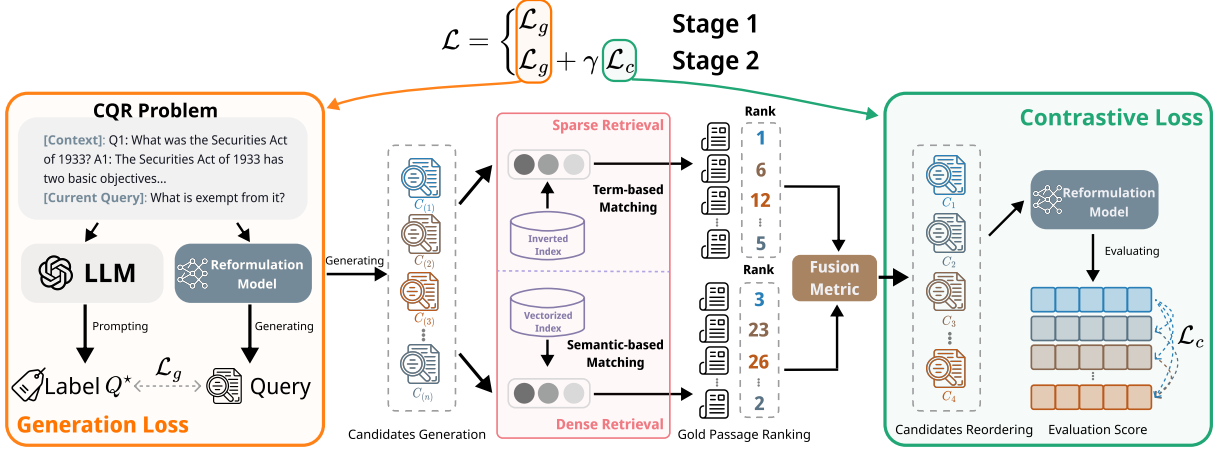 ℒ = { ℒg
ℒg + γ ℒc
Stage 1
Stage 2
CQR Problem
[Context]: Q1: What was the Securities Act
of 1933? A1: The Securities Act of 1933 has
two basic objectives...
[Current Query]: What is exempt from it?
LLM
Reformulation
Model
Prompting
Generating
Label Q★
ℒg
Query
Generation Loss
Generating
C(1)
C(2)
C(3)
C(n)
Candidates Generation
Sparse Retrieval
Term-based
Matching
Inverted
Index
Vectorized
Index
Semantic-based
Matching
Dense Retrieval
Rank
1
6
12
5
Rank
3
23
26
2
Gold Passage Ranking
Fusion
Metric
Contrastive Loss
C1
C2
C3
C4
Candidates Reordering
Reformulation
Model
Evaluating
ℒc
Evaluation Score